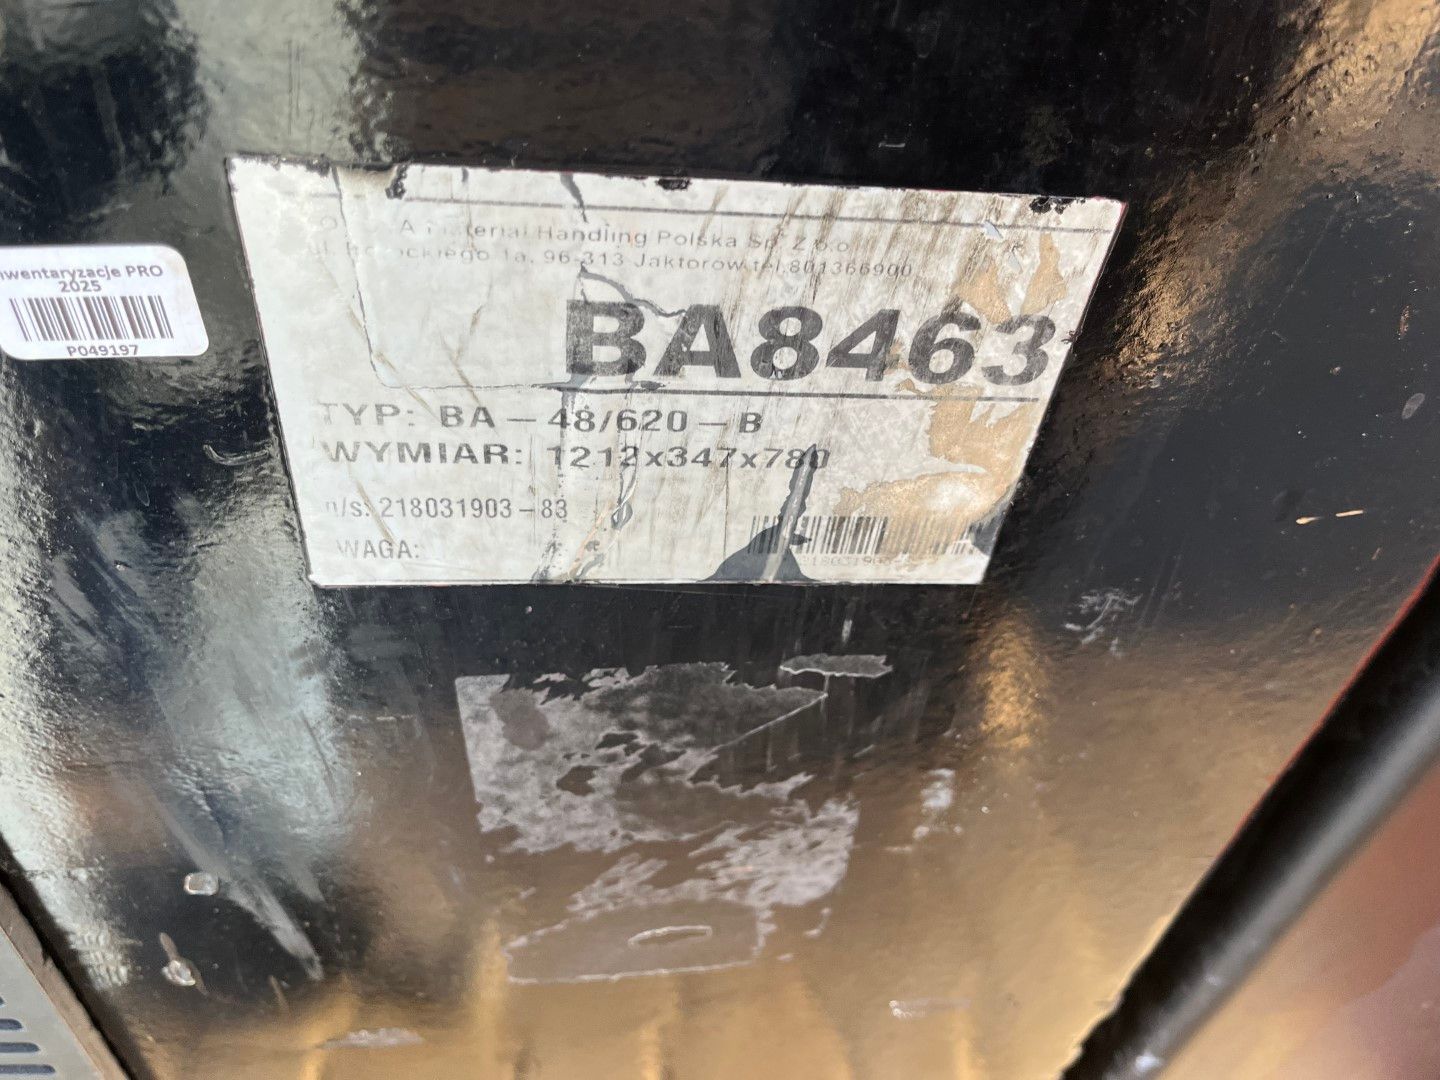 Inwentaryzacje PRO
2025
P049197
Material Handling Polska Sp. Z o.o.
1a, 96-313 Jaktorow tel.801366900
BA8463
TYP: BA - 48/620 - B
WYMIAR: 1212x347x780
n/s: 218031903 - 83
WAGA: